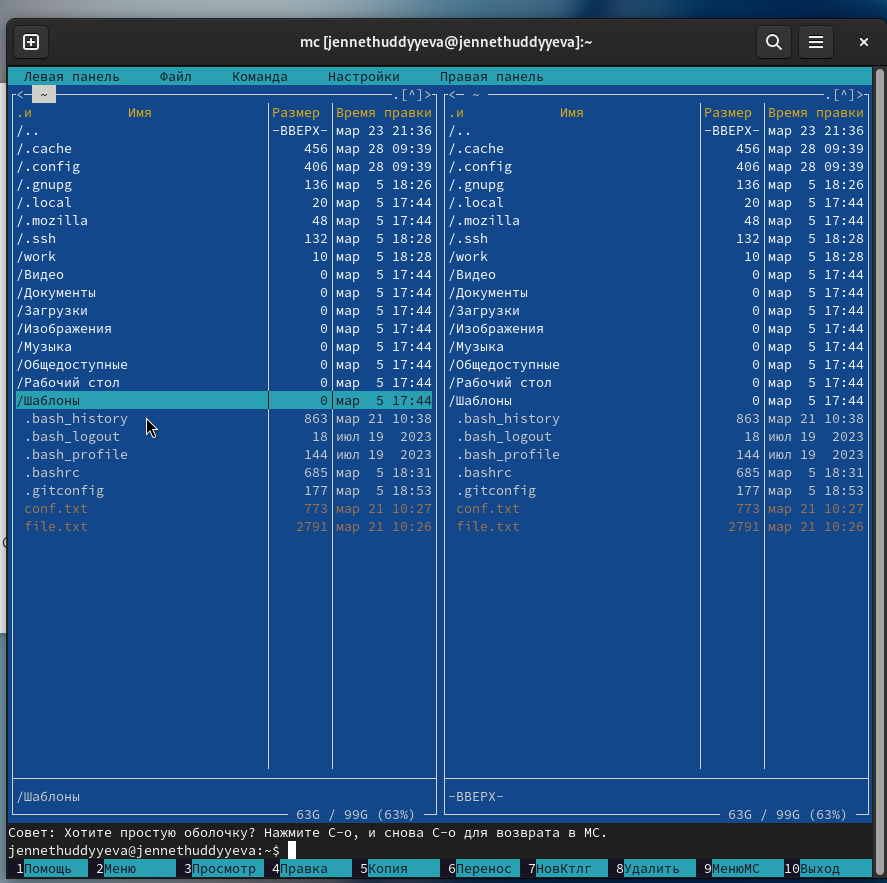 mc [jennethuddyyeva@jennethuddyyeva]:~
Левая панель Файл Команда Настройки Правая панель
<─ ~ .[^]> <─ ~ .[^]>
.и Имя Размер Время правки .и Имя Размер Время правки
/.. -ВВЕРХ- мар 23 21:36 /.. -ВВЕРХ- мар 23 21:36
/.cache 456 мар 28 09:39 /.cache 456 мар 28 09:39
/.config 406 мар 28 09:39 /.config 406 мар 28 09:39
/.gnupg 136 мар 5 18:26 /.gnupg 136 мар 5 18:26
/.local 20 мар 5 17:44 /.local 20 мар 5 17:44
/.mozilla 48 мар 5 17:44 /.mozilla 48 мар 5 17:44
/.ssh 132 мар 5 18:28 /.ssh 132 мар 5 18:28
/work 10 мар 5 18:28 /work 10 мар 5 18:28
/Видео 0 мар 5 17:44 /Видео 0 мар 5 17:44
/Документы 0 мар 5 17:44 /Документы 0 мар 5 17:44
/Загрузки 0 мар 5 17:44 /Загрузки 0 мар 5 17:44
/Изображения 0 мар 5 17:44 /Изображения 0 мар 5 17:44
/Музыка 0 мар 5 17:44 /Музыка 0 мар 5 17:44
/Общедоступные 0 мар 5 17:44 /Общедоступные 0 мар 5 17:44
/Рабочий стол 0 мар 5 17:44 /Рабочий стол 0 мар 5 17:44
/Шаблоны 0 мар 5 17:44 /Шаблоны 0 мар 5 17:44
.bash_history 863 мар 21 10:38 .bash_history 863 мар 21 10:38
.bash_logout 18 июл 19 2023 .bash_logout 18 июл 19 2023
.bash_profile 144 июл 19 2023 .bash_profile 144 июл 19 2023
.bashrc 685 мар 5 18:31 .bashrc 685 мар 5 18:31
.gitconfig 177 мар 5 18:53 .gitconfig 177 мар 5 18:53
conf.txt 773 мар 21 10:27 conf.txt 773 мар 21 10:27
file.txt 2791 мар 21 10:26 file.txt 2791 мар 21 10:26
/Шаблоны -ВВЕРХ-
63G / 99G (63%) 63G / 99G (63%)
Совет: Хотите простую оболочку? Нажмите C-o, и снова C-o для возврата в MC.
jennethuddyyeva@jennethuddyyeva:~$
1Помощь 2Меню 3Просмотр 4Правка 5Копия 6Перенос 7НовКтлг 8Удалить 9МенюMC 10Выход